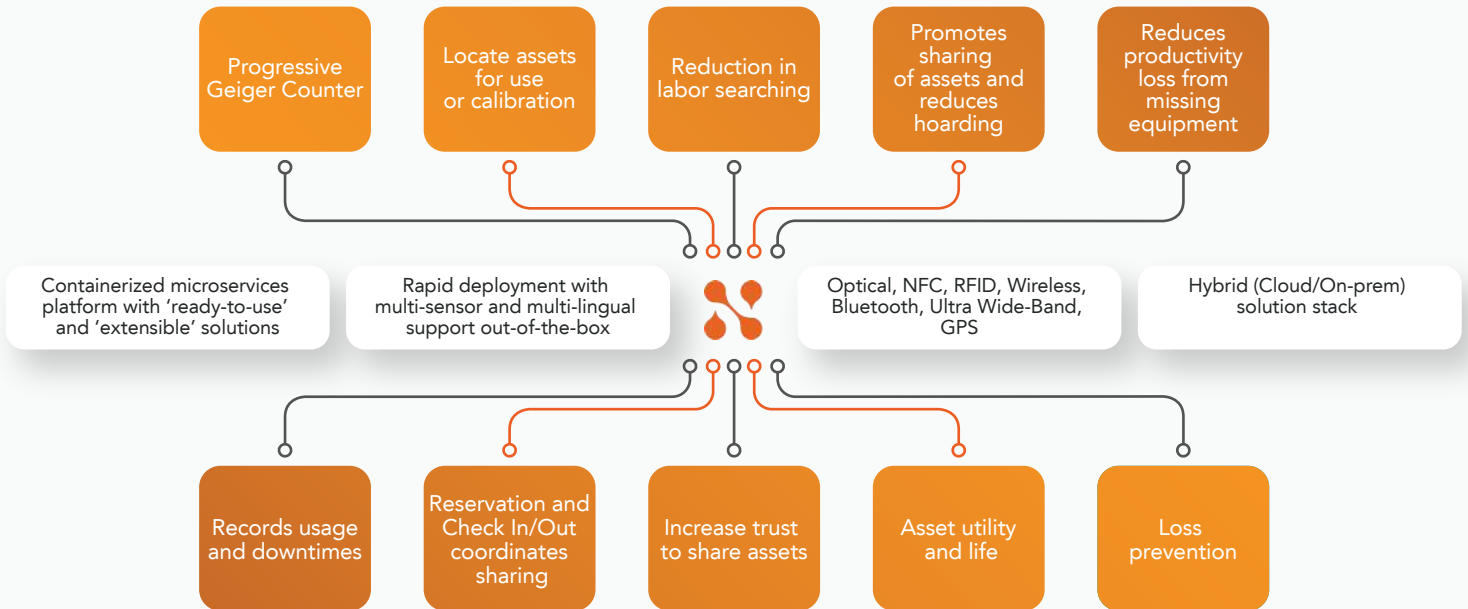 Progressive
Geiger Counter
Locate assets
for use
or calibration
Reduction in
labor searching
Promotes
sharing
of assets and
reduces
hoarding
Reduces
productivity
loss from
missing
equipment
Containerized microservices
platform with ‘ready-to-use’
and ‘extensible’ solutions
Rapid deployment with
multi-sensor and multi-lingual
support out-of-the-box
Optical, NFC, RFID, Wireless,
Bluetooth, Ultra Wide-Band,
GPS
Hybrid (Cloud/On-prem)
solution stack
Records usage
and downtimes
Reservation and
Check In/Out
coordinates
sharing
Increase trust
to share assets
Asset utility
and life
Loss
prevention